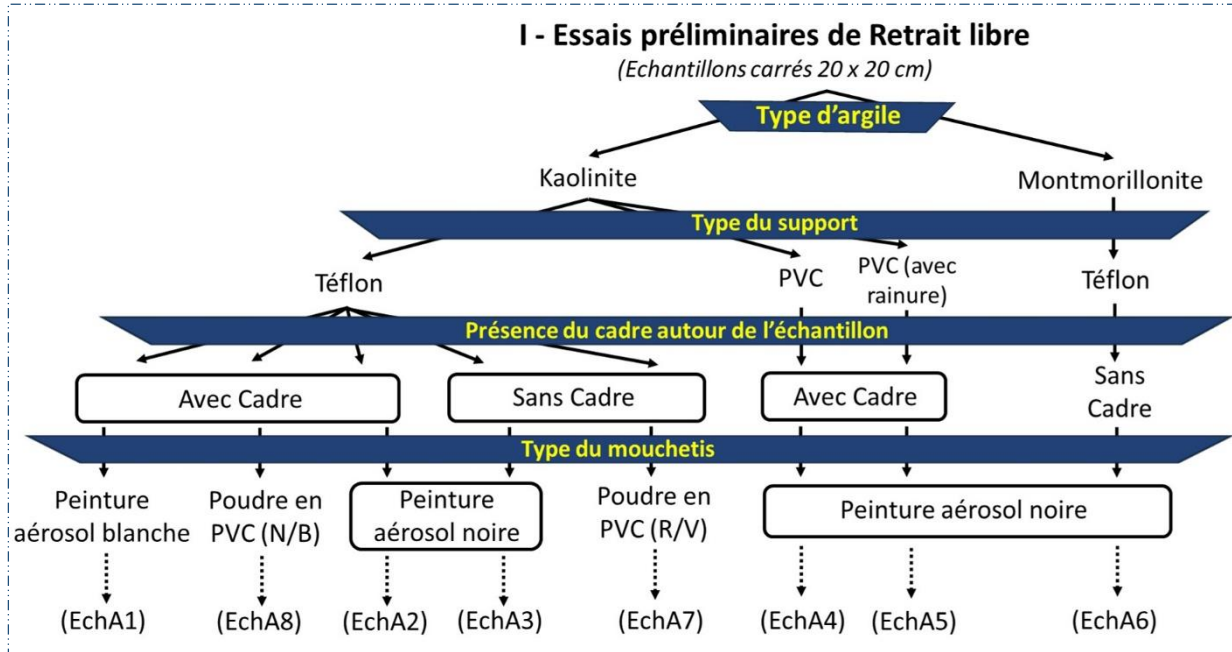 I - Essais préliminaires de Retrait libre
(Echantillons carrés 20 x 20 cm)
Type d'argile
Kaolinite
Montmorillonite
Type du support
Téflon
PVC
PVC (avec
rainure)
Téflon
Présence du cadre autour de l'échantillon
Avec Cadre
Sans Cadre
Avec Cadre
Sans
Cadre
Type du mouchetis
Peinture
aérosol blanche
Poudre en
PVC (N/B)
Peinture
aérosol noire
Poudre en
PVC (R/V)
Peinture aérosol noire
(EchA1)
(EchA8)
(EchA2)
(EchA3)
(EchA7)
(EchA4)
(EchA5)
(EchA6)